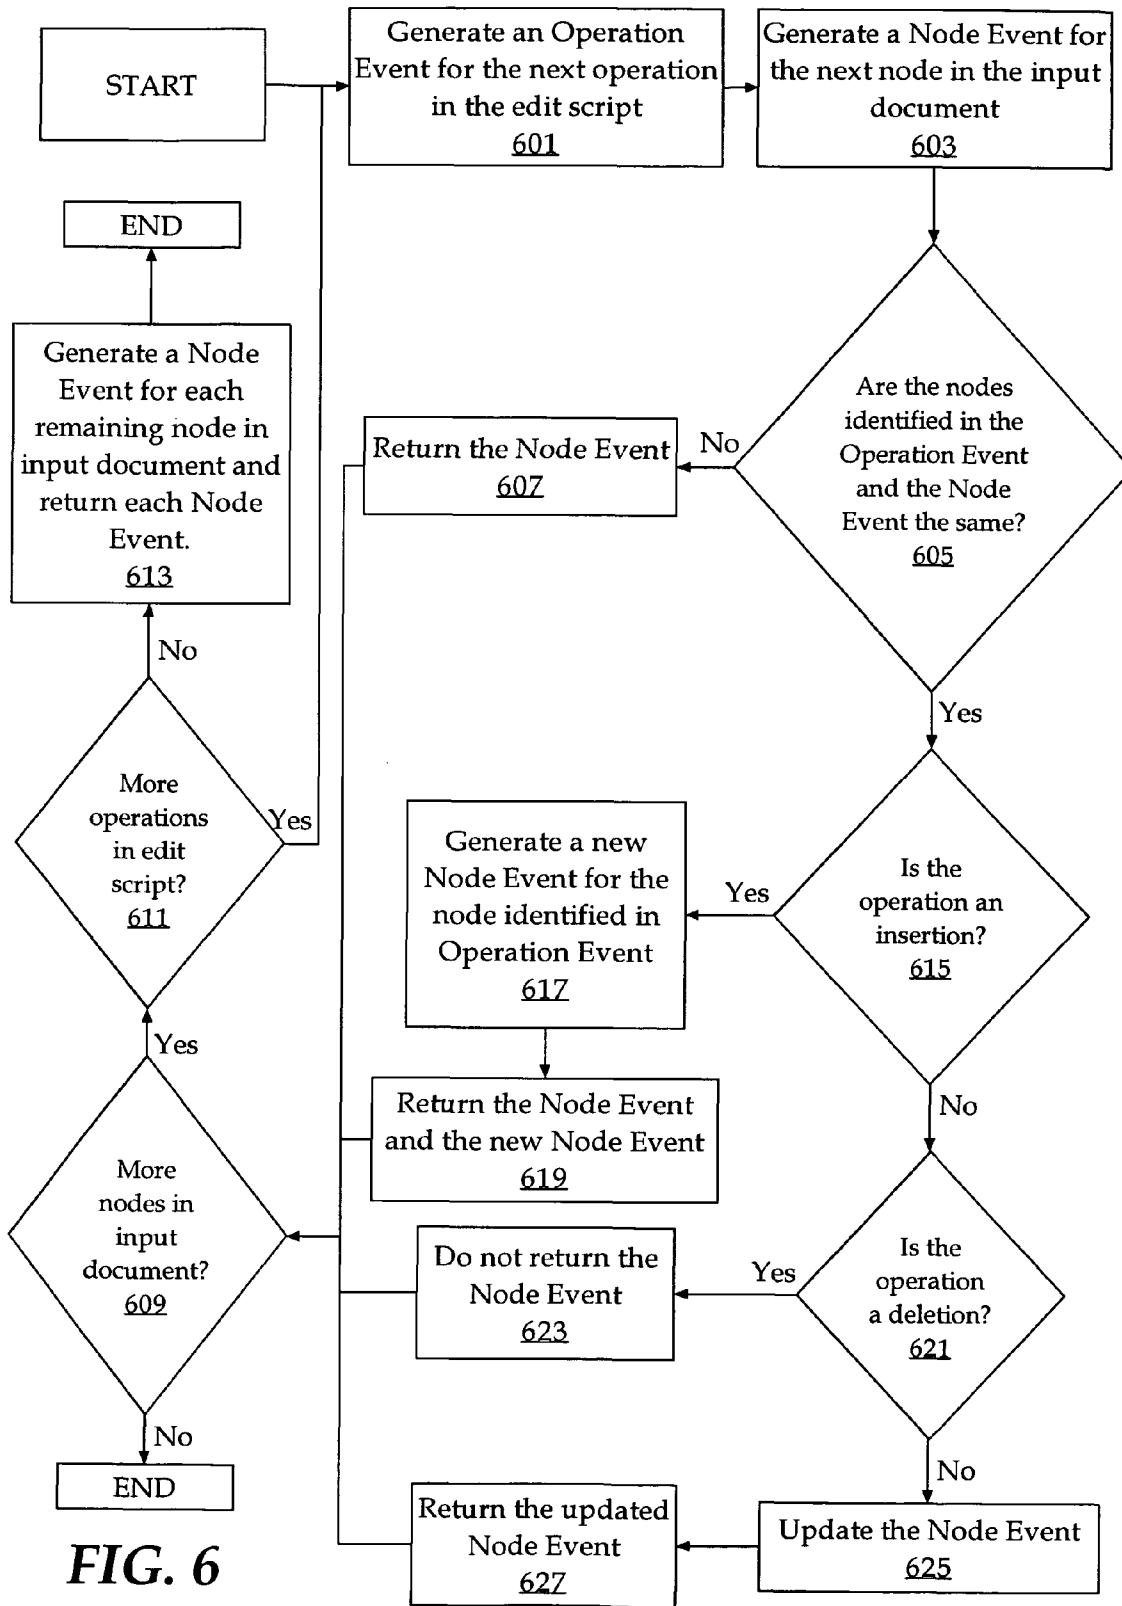 START
Generate an Operation
Event for the next operation
in the edit script
601
Generate a Node Event for
the next node in the input
document
603
END
Generate a Node
Event for each
remaining node in
input document and
return each Node
Event.
613
No
More
operations
in edit
script?
611
Yes
Yes
More
nodes in
input
document?
609
No
END
Return the Node Event
607
No
Are the nodes
identified in the
Operation Event
and the Node
Event the same?
605
Yes
Generate a new
Node Event for the
node identified in
Operation Event
617
Yes
Is the
operation an
insertion?
615
No
Return the Node Event
and the new Node Event
619
Do not return the
Node Event
623
Yes
Is the
operation
a deletion?
621
No
Return the updated
Node Event
627
Update the Node Event
625
FIG. 6